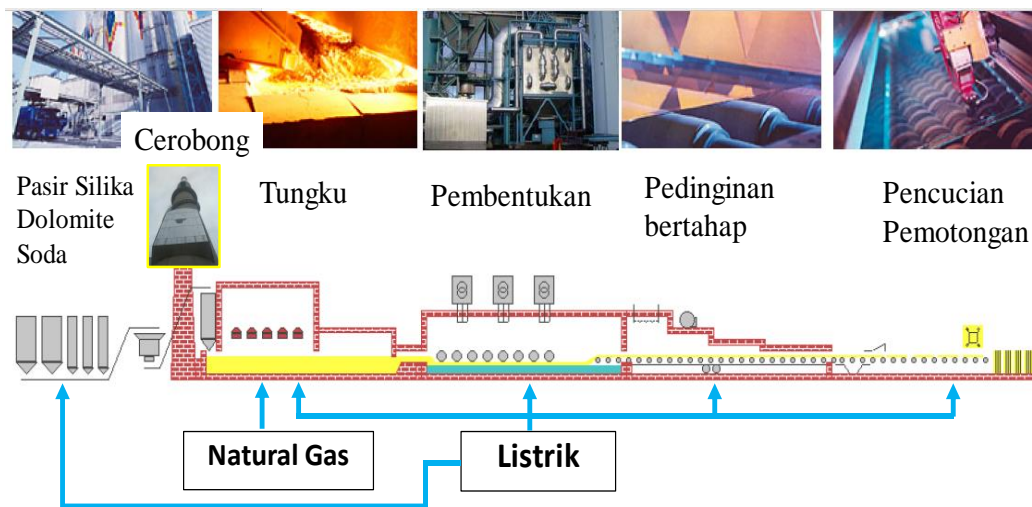 Cerobong
Pasir Silika
Dolomite
Soda
Tungku
Pembentukan
Pedinginan
bertahap
Pencucian
Pemotongan
Natural Gas
Listrik